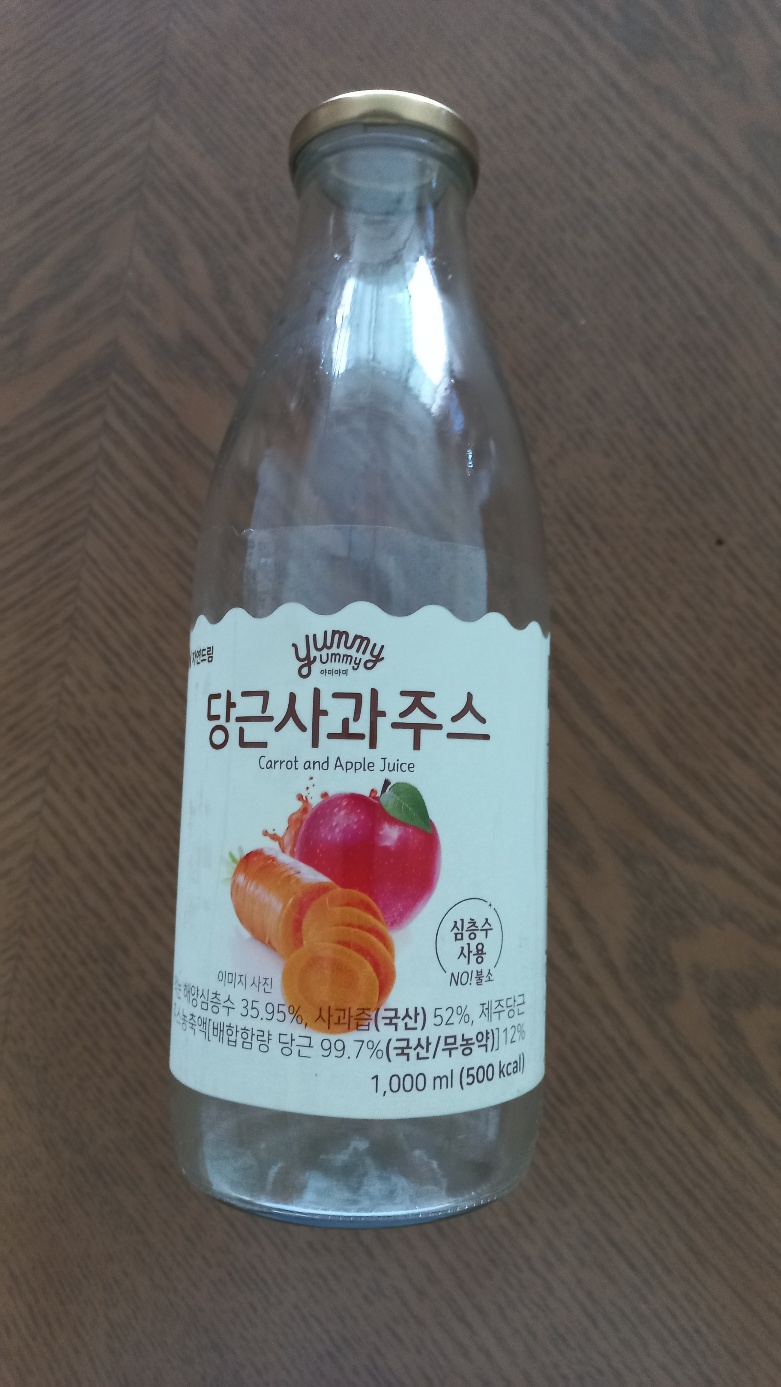 자연드림
yummy
yummy
야미야미
당근사과주스
Carrot and Apple Juice
심층수
사용
NO! 불소
이미지 사진
해양심층수 35.95%, 사과즙(국산) 52%, 제주당근
농축액[배합함량 당근 99.7%(국산/무농약)] 12%
1,000 ml (500 kcal)